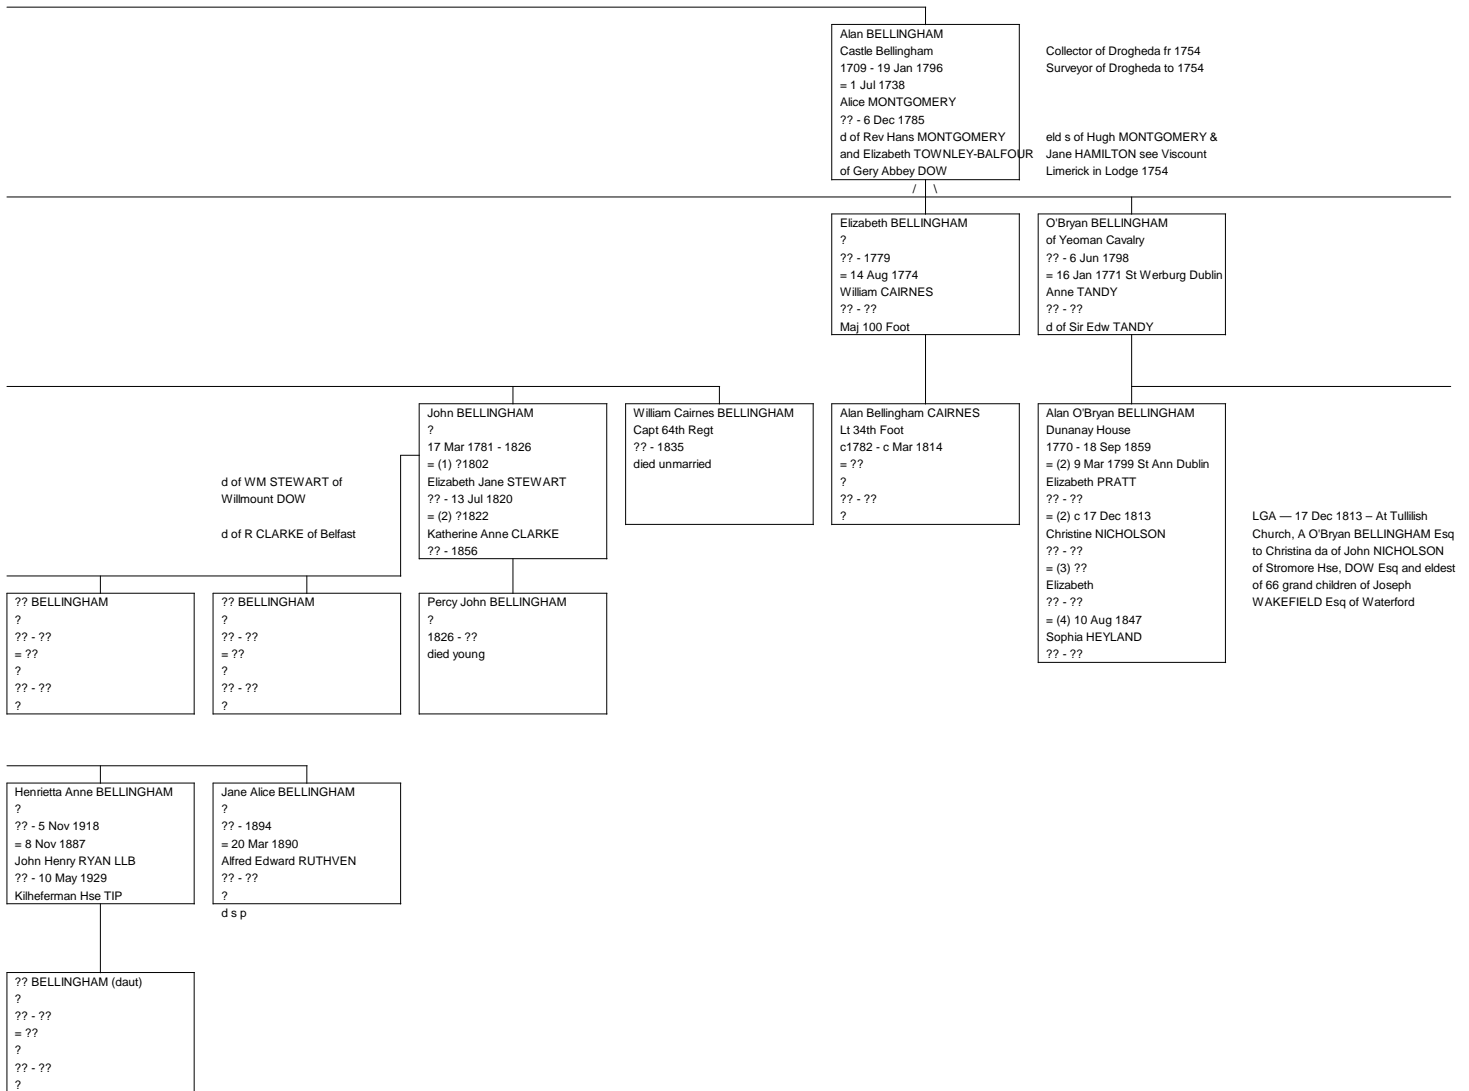 Alan BELLINGHAM
Castle Bellingham
1709 - 19 Jan 1796
= 1 Jul 1738
Alice MONTGOMERY
?? - 6 Dec 1785
d of Rev Hans MONTGOMERY
and Elizabeth TOWNLEY-BALFOUR
of Gery Abbey DOW
Collector of Drogheda fr 1754
Surveyor of Drogheda to 1754
eld s of Hugh MONTGOMERY &
Jane HAMILTON see Viscount
Limerick in Lodge 1754
/ \
Elizabeth BELLINGHAM
?
?? - 1779
= 14 Aug 1774
William CAIRNES
?? - ??
Maj 100 Foot
O'Bryan BELLINGHAM
of Yeoman Cavalry
?? - 6 Jun 1798
= 16 Jan 1771 St Werburg Dublin
Anne TANDY
?? - ??
d of Sir Edw TANDY
d of WM STEWART of
Willmount DOW
d of R CLARKE of Belfast
John BELLINGHAM
?
17 Mar 1781 - 1826
= (1) ?1802
Elizabeth Jane STEWART
?? - 13 Jul 1820
= (2) ?1822
Katherine Anne CLARKE
?? - 1856
William Cairnes BELLINGHAM
Capt 64th Regt
?? - 1835
died unmarried
Alan Bellingham CAIRNES
Lt 34th Foot
c1782 - c Mar 1814
= ??
?
?? - ??
?
Alan O'Bryan BELLINGHAM
Dunanay House
1770 - 18 Sep 1859
= (2) 9 Mar 1799 St Ann Dublin
Elizabeth PRATT
?? - ??
= (2) c 17 Dec 1813
Christine NICHOLSON
?? - ??
= (3) ??
Elizabeth
?? - ??
= (4) 10 Aug 1847
Sophia HEYLAND
?? - ??
LGA — 17 Dec 1813 – At Tullilish
Church, A O'Bryan BELLINGHAM Esq
to Christina da of John NICHOLSON
of Stromore Hse, DOW Esq and eldest
of 66 grand children of Joseph
WAKEFIELD Esq of Waterford
?? BELLINGHAM
?
?? - ??
= ??
?
?? - ??
?
?? BELLINGHAM
?
?? - ??
= ??
?
?? - ??
?
Percy John BELLINGHAM
?
1826 - ??
died young
Henrietta Anne BELLINGHAM
?
?? - 5 Nov 1918
= 8 Nov 1887
John Henry RYAN LLB
?? - 10 May 1929
Kilheferman Hse TIP
Jane Alice BELLINGHAM
?
?? - 1894
= 20 Mar 1890
Alfred Edward RUTHVEN
?? - ??
?
d s p
?? BELLINGHAM (daut)
?
?? - ??
= ??
?
?? - ??
?